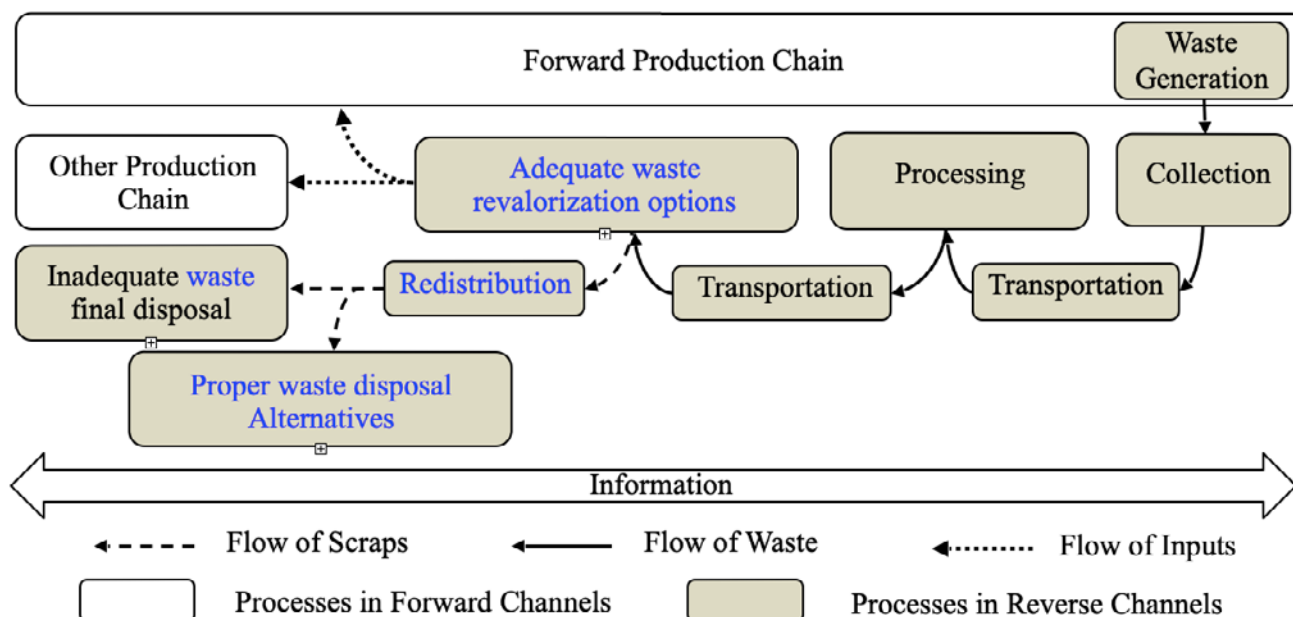 Forward Production Chain
Waste
Generation
Other Production
Chain
Adequate waste
revalorization options
Processing
Collection
Inadequate waste
final disposal
Redistribution
Transportation
Transportation
Proper waste disposal
Alternatives
Information
Flow of Scraps
Flow of Waste
Flow of Inputs
Processes in Forward Channels
Processes in Reverse Channels